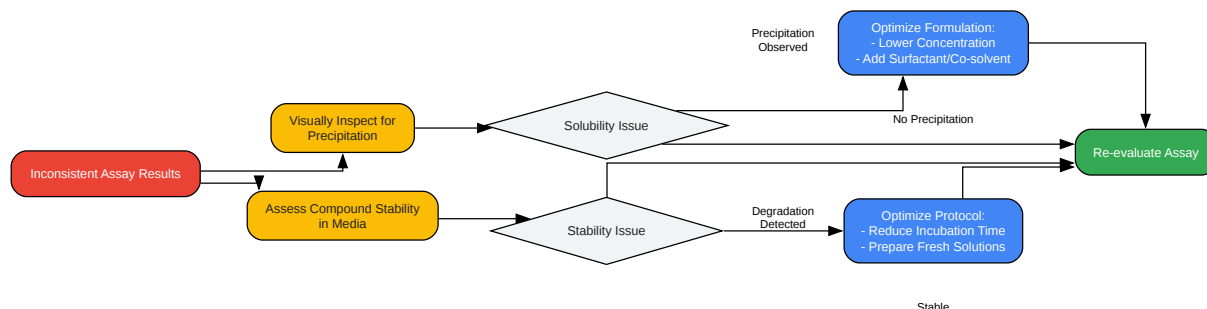 Inconsistent Assay Results
Visually Inspect for
Precipitation
Assess Compound Stability
in Media
Solubility Issue
Stability Issue
Precipitation
Observed
Optimize Formulation:
- Lower Concentration
- Add Surfactant/Co-solvent
No Precipitation
Degradation
Detected
Optimize Protocol:
- Reduce Incubation Time
- Prepare Fresh Solutions
Re-evaluate Assay
Stable